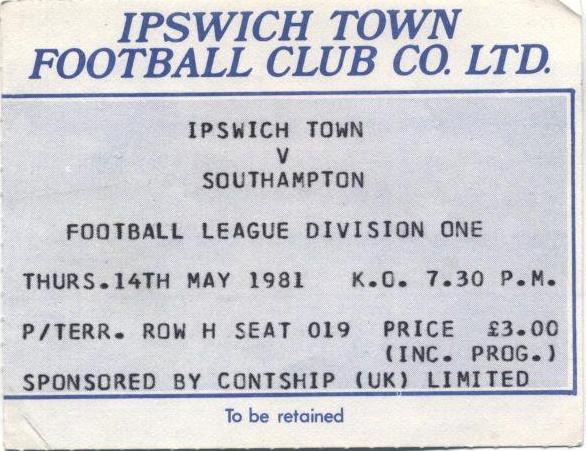 IPSWICH TOWN
FOOTBALL CLUB CO. LTD.
IPSWICH TOWN
V
SOUTHAMPTON
FOOTBALL LEAGUE DIVISION ONE
THURS.14TH MAY 1981 K.O. 7.30 P.M.
P/TERR. ROW H SEAT 019 PRICE £3.00
(INC. PROG.)
SPONSORED BY CONTSHIP (UK) LIMITED
To be retained